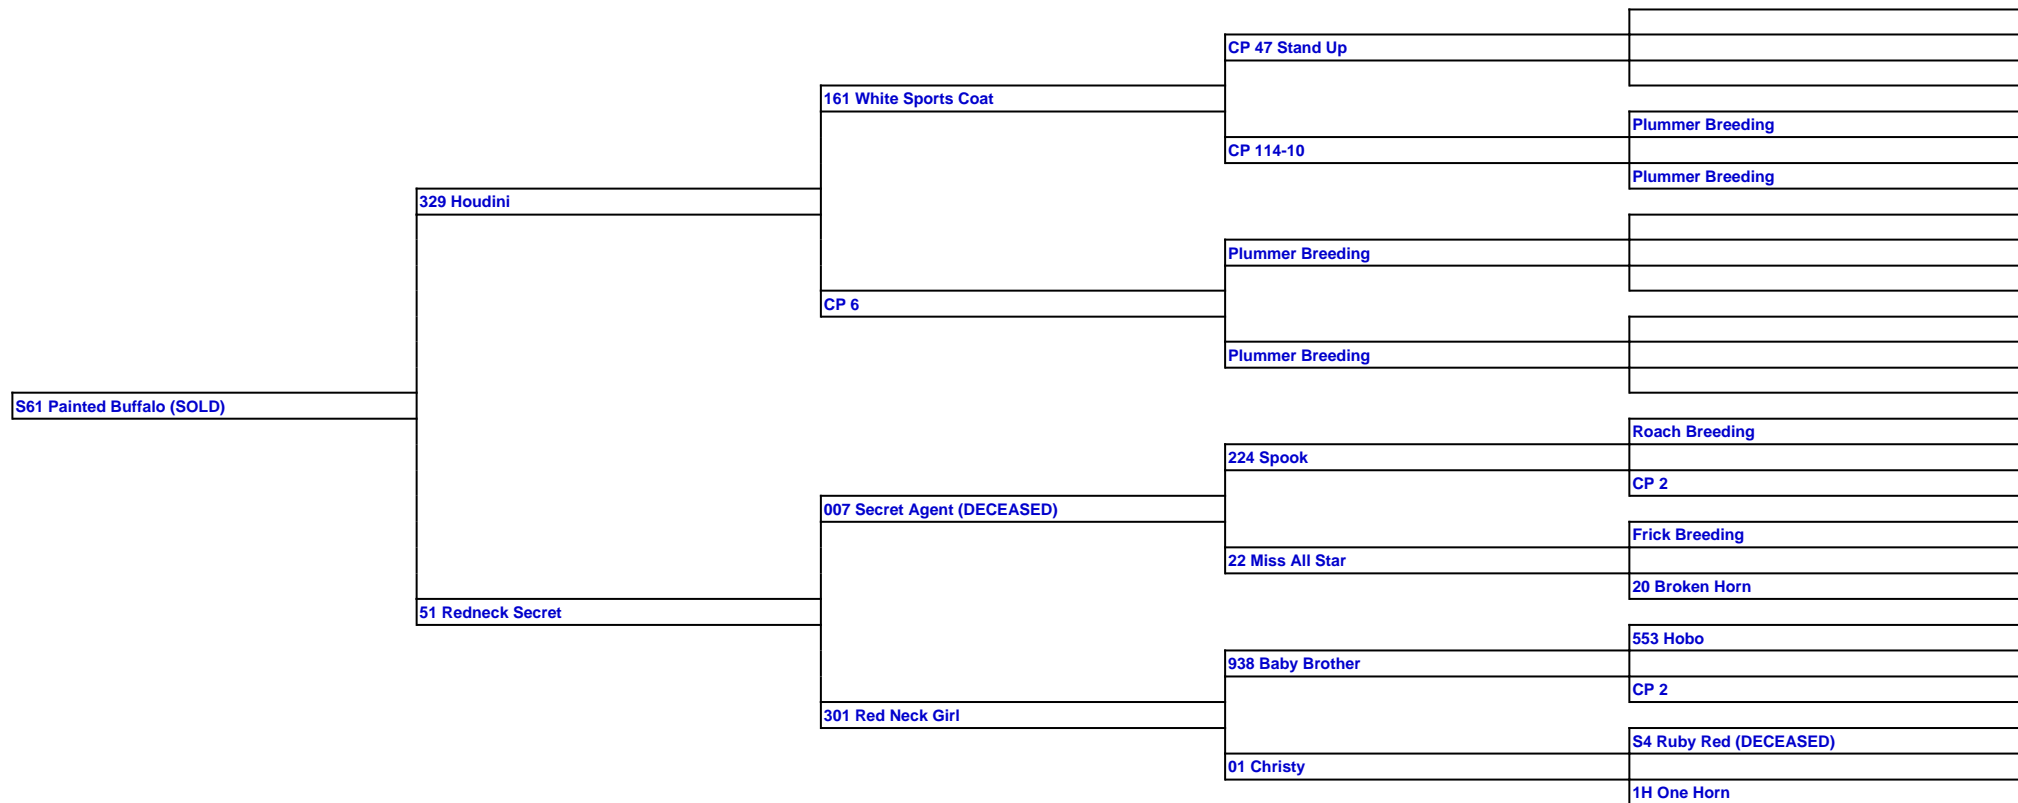 CP 47 Stand Up
161 White Sports Coat
Plummer Breeding
CP 114-10
Plummer Breeding
329 Houdini
Plummer Breeding
CP 6
Plummer Breeding
S61 Painted Buffalo (SOLD)
Roach Breeding
224 Spook
CP 2
007 Secret Agent (DECEASED)
Frick Breeding
22 Miss All Star
20 Broken Horn
51 Redneck Secret
553 Hobo
938 Baby Brother
CP 2
301 Red Neck Girl
S4 Ruby Red (DECEASED)
01 Christy
1H One Horn